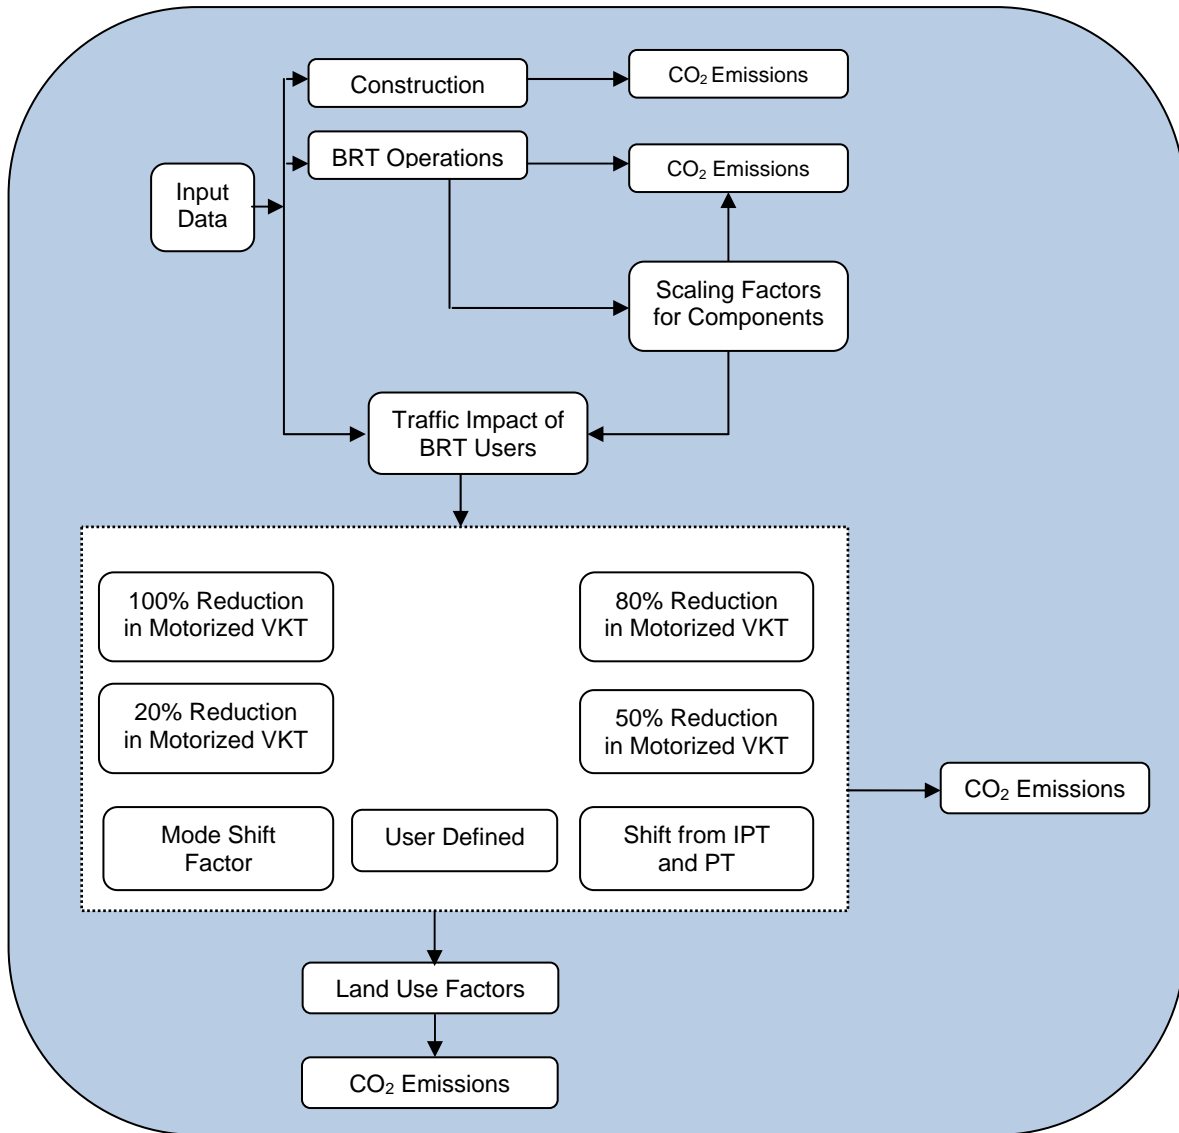 Construction
CO₂ Emissions
BRT Operations
CO₂ Emissions
Input
Data
Scaling Factors
for Components
Traffic Impact of
BRT Users
100% Reduction
in Motorized VKT
80% Reduction
in Motorized VKT
20% Reduction
in Motorized VKT
50% Reduction
in Motorized VKT
CO₂ Emissions
Mode Shift
Factor
User Defined
Shift from IPT
and PT
Land Use Factors
CO₂ Emissions